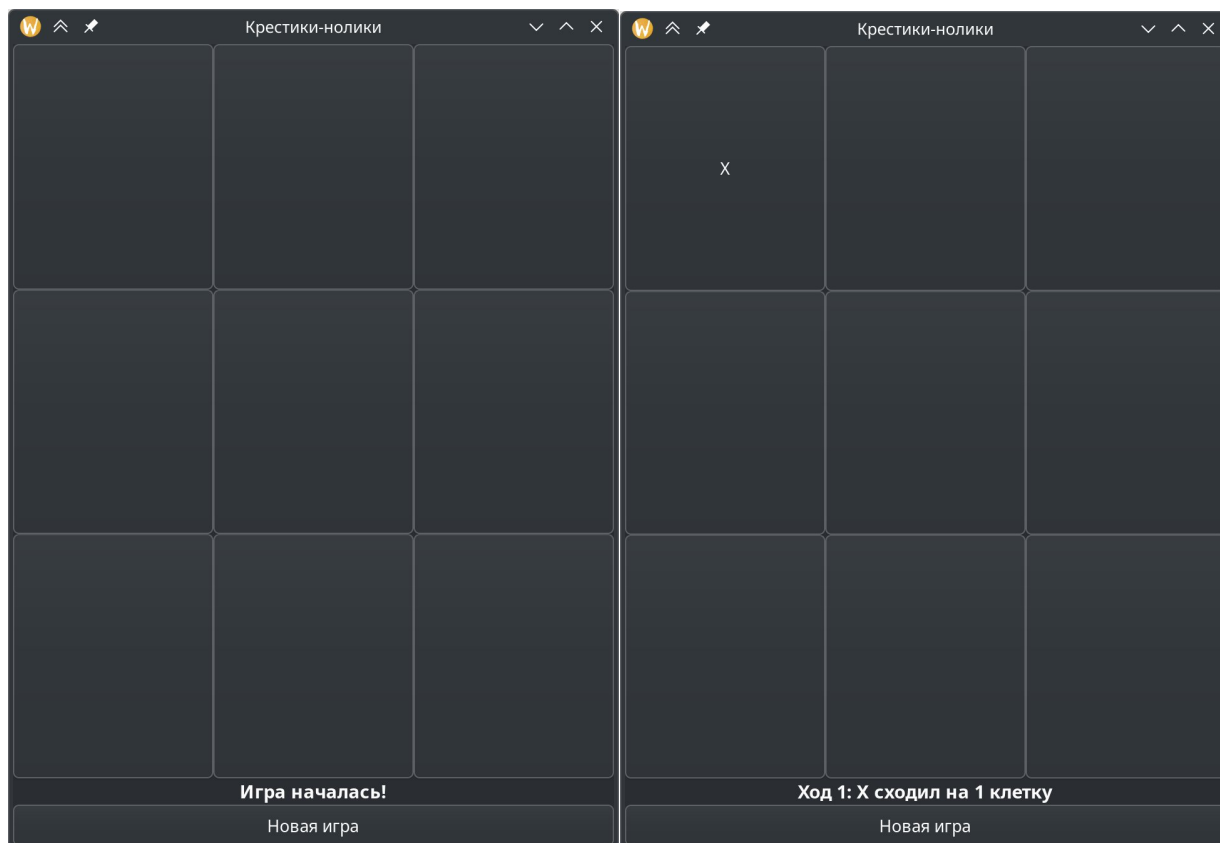 Крестики-нолики
Игра началась!
Новая игра
Крестики-нолики
X
Ход 1: X сходил на 1 клетку
Новая игра